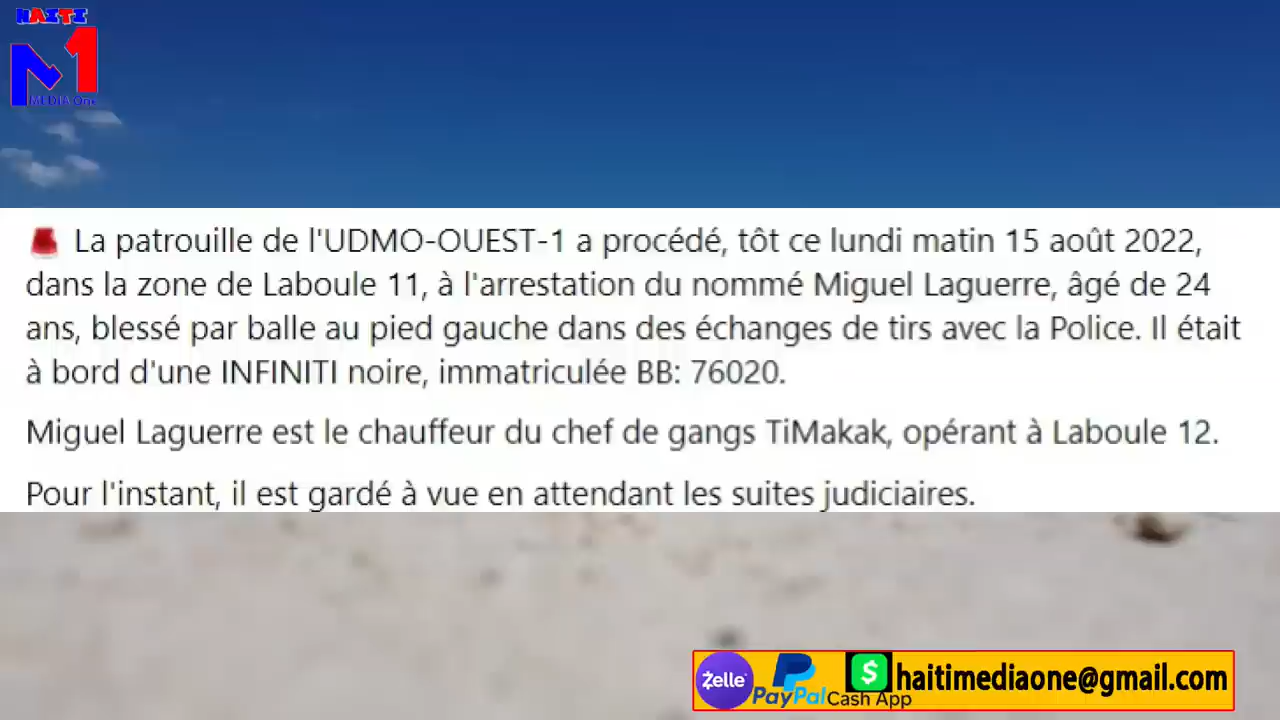 HAITI
M1
MEDIA One
🚨 La patrouille de l'UDMO-OUEST-1 a procédé, tôt ce lundi matin 15 août 2022,
dans la zone de Laboule 11, à l'arrestation du nommé Miguel Laguerre, âgé de 24
ans, blessé par balle au pied gauche dans des échanges de tirs avec la Police. Il était
à bord d'une INFINITI noire, immatriculée BB: 76020.
Miguel Laguerre est le chauffeur du chef de gangs TiMakak, opérant à Laboule 12.
Pour l'instant, il est gardé à vue en attendant les suites judiciaires.
Zelle PayPal $ Cash App haitimediaone@gmail.com